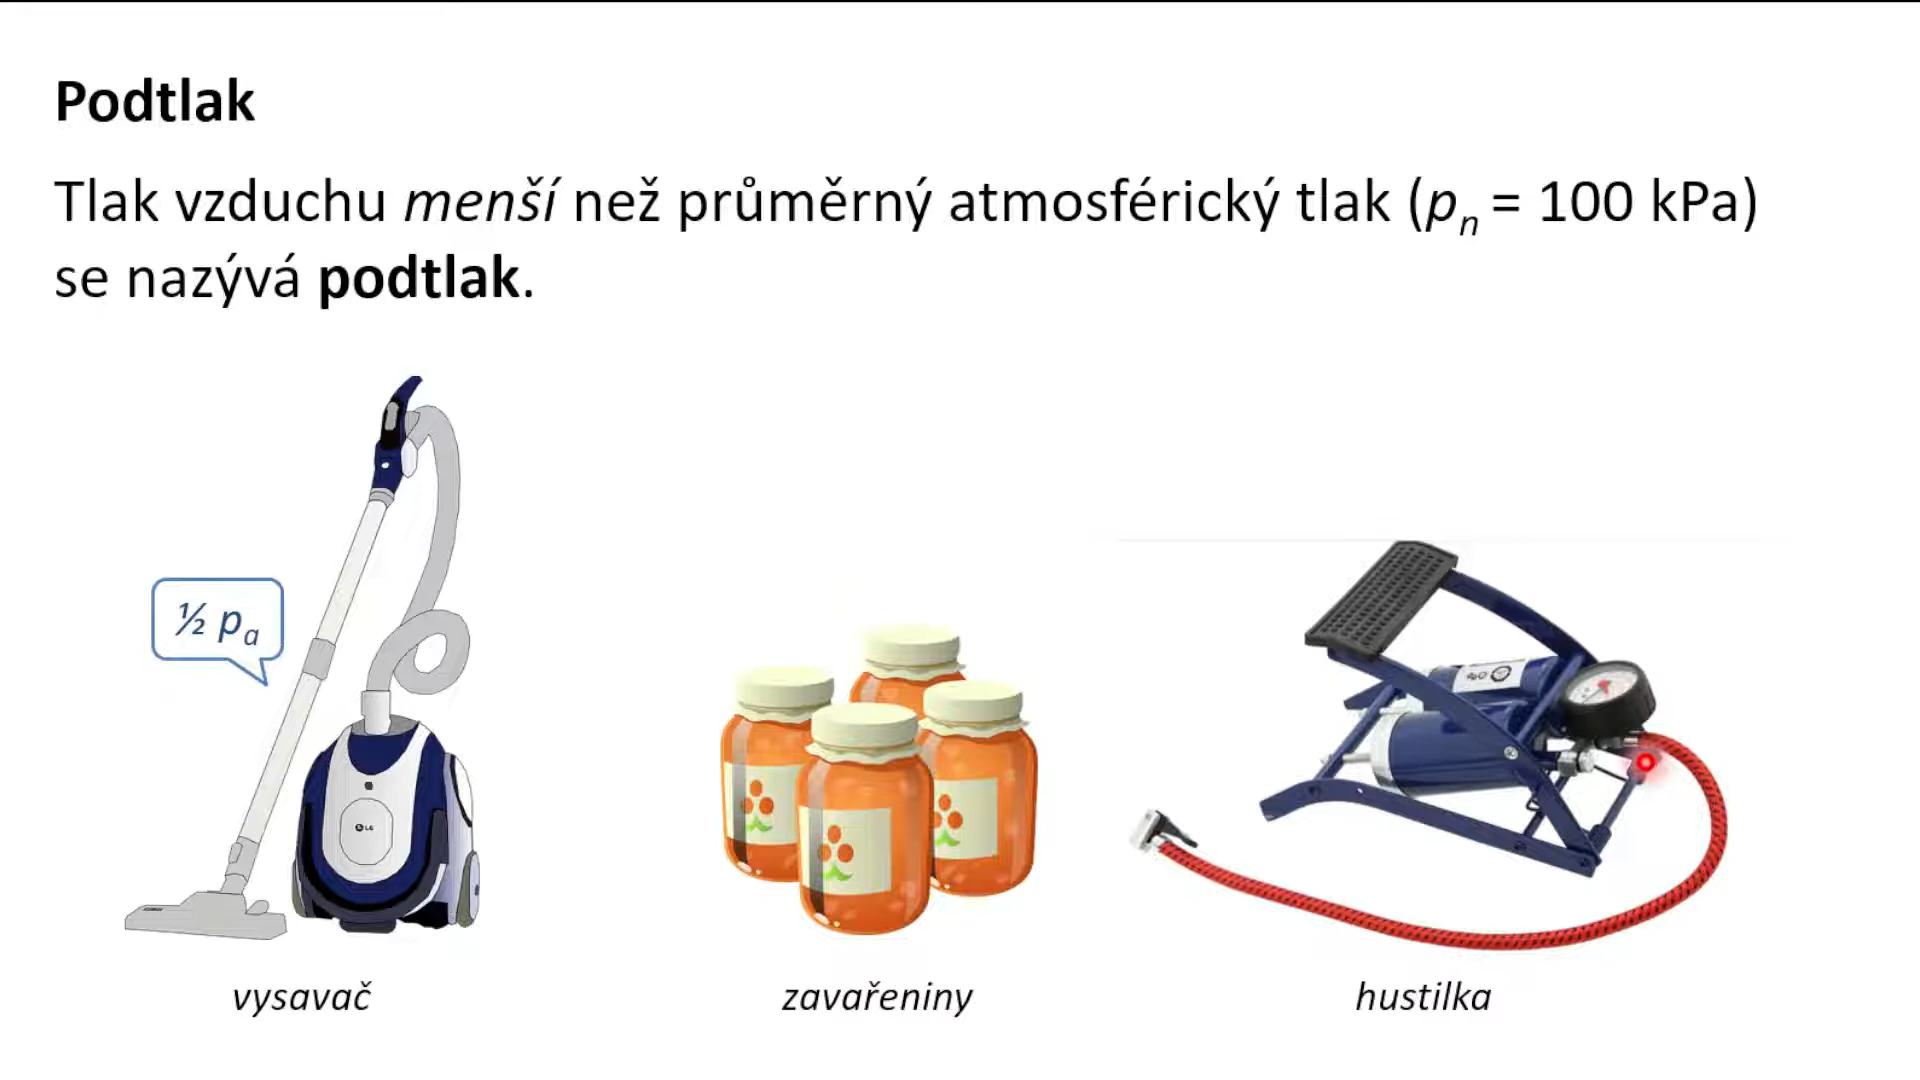 Podtlak
Tlak vzduchu menší než průměrný atmosférický tlak (pn = 100 kPa)
se nazývá podtlak.
½ pa
LG
vysavač
zavařeniny
hustilka